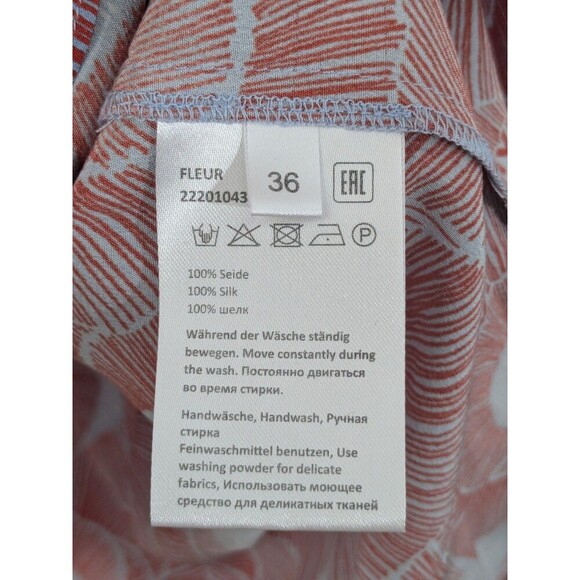 FLEUR
22201043
36
EAC
P
100% Seide
100% Silk
100% шелк
Während der Wäsche ständig
bewegen. Move constantly during
the wash. Постоянно двигаться
во время стирки.
Handwäsche, Handwash, Ручная
стирка
Feinwaschmittel benutzen, Use
washing powder for delicate
fabrics, Использовать моющее
средство для деликатных тканей